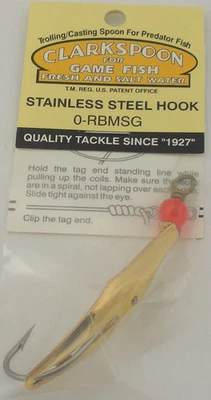 Trolling/Casting Spoon For Predator Fish
CLARKSPOON
FOR
GAME FISH
FRESH AND SALT WATER
T.M. REG. U.S. PATENT OFFICE
STAINLESS STEEL HOOK
0-RBMSG
QUALITY TACKLE SINCE "1927"
Hold the tag end standing line while
pulling up the coils. Make sure the
are in a spiral, not lapping over each
Slide tight against the eye.
Clip the tag end.